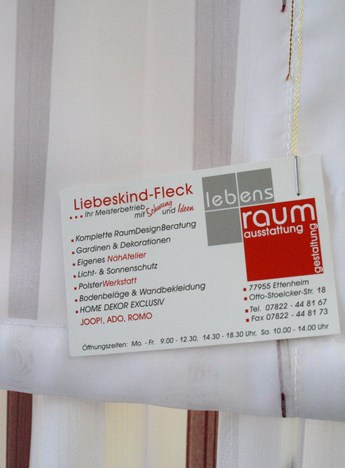 Liebeskind-Fleck
... Ihr Meisterbetrieb
mit Schwung und Ideen
lebens
raum
ausstattung
gestaltung
Komplette RaumDesignBeratung
Gardinen & Dekorationen
Eigenes NähAtelier
Licht- & Sonnenschutz
PolsterWerkstatt
Bodenbeläge & Wandbekleidung
HOME DEKOR EXCLUSIV
JOOP!, ADO, ROMO
77955 Ettenheim
Otto-Stoelcker-Str. 18
Tel. 07822 - 44 81 67
Fax 07822 - 44 81 73
Öffnungszeiten: Mo. - Fr. 9.00 - 12.30, 14.30 - 18.30 Uhr, Sa. 10.00 - 14.00 Uhr